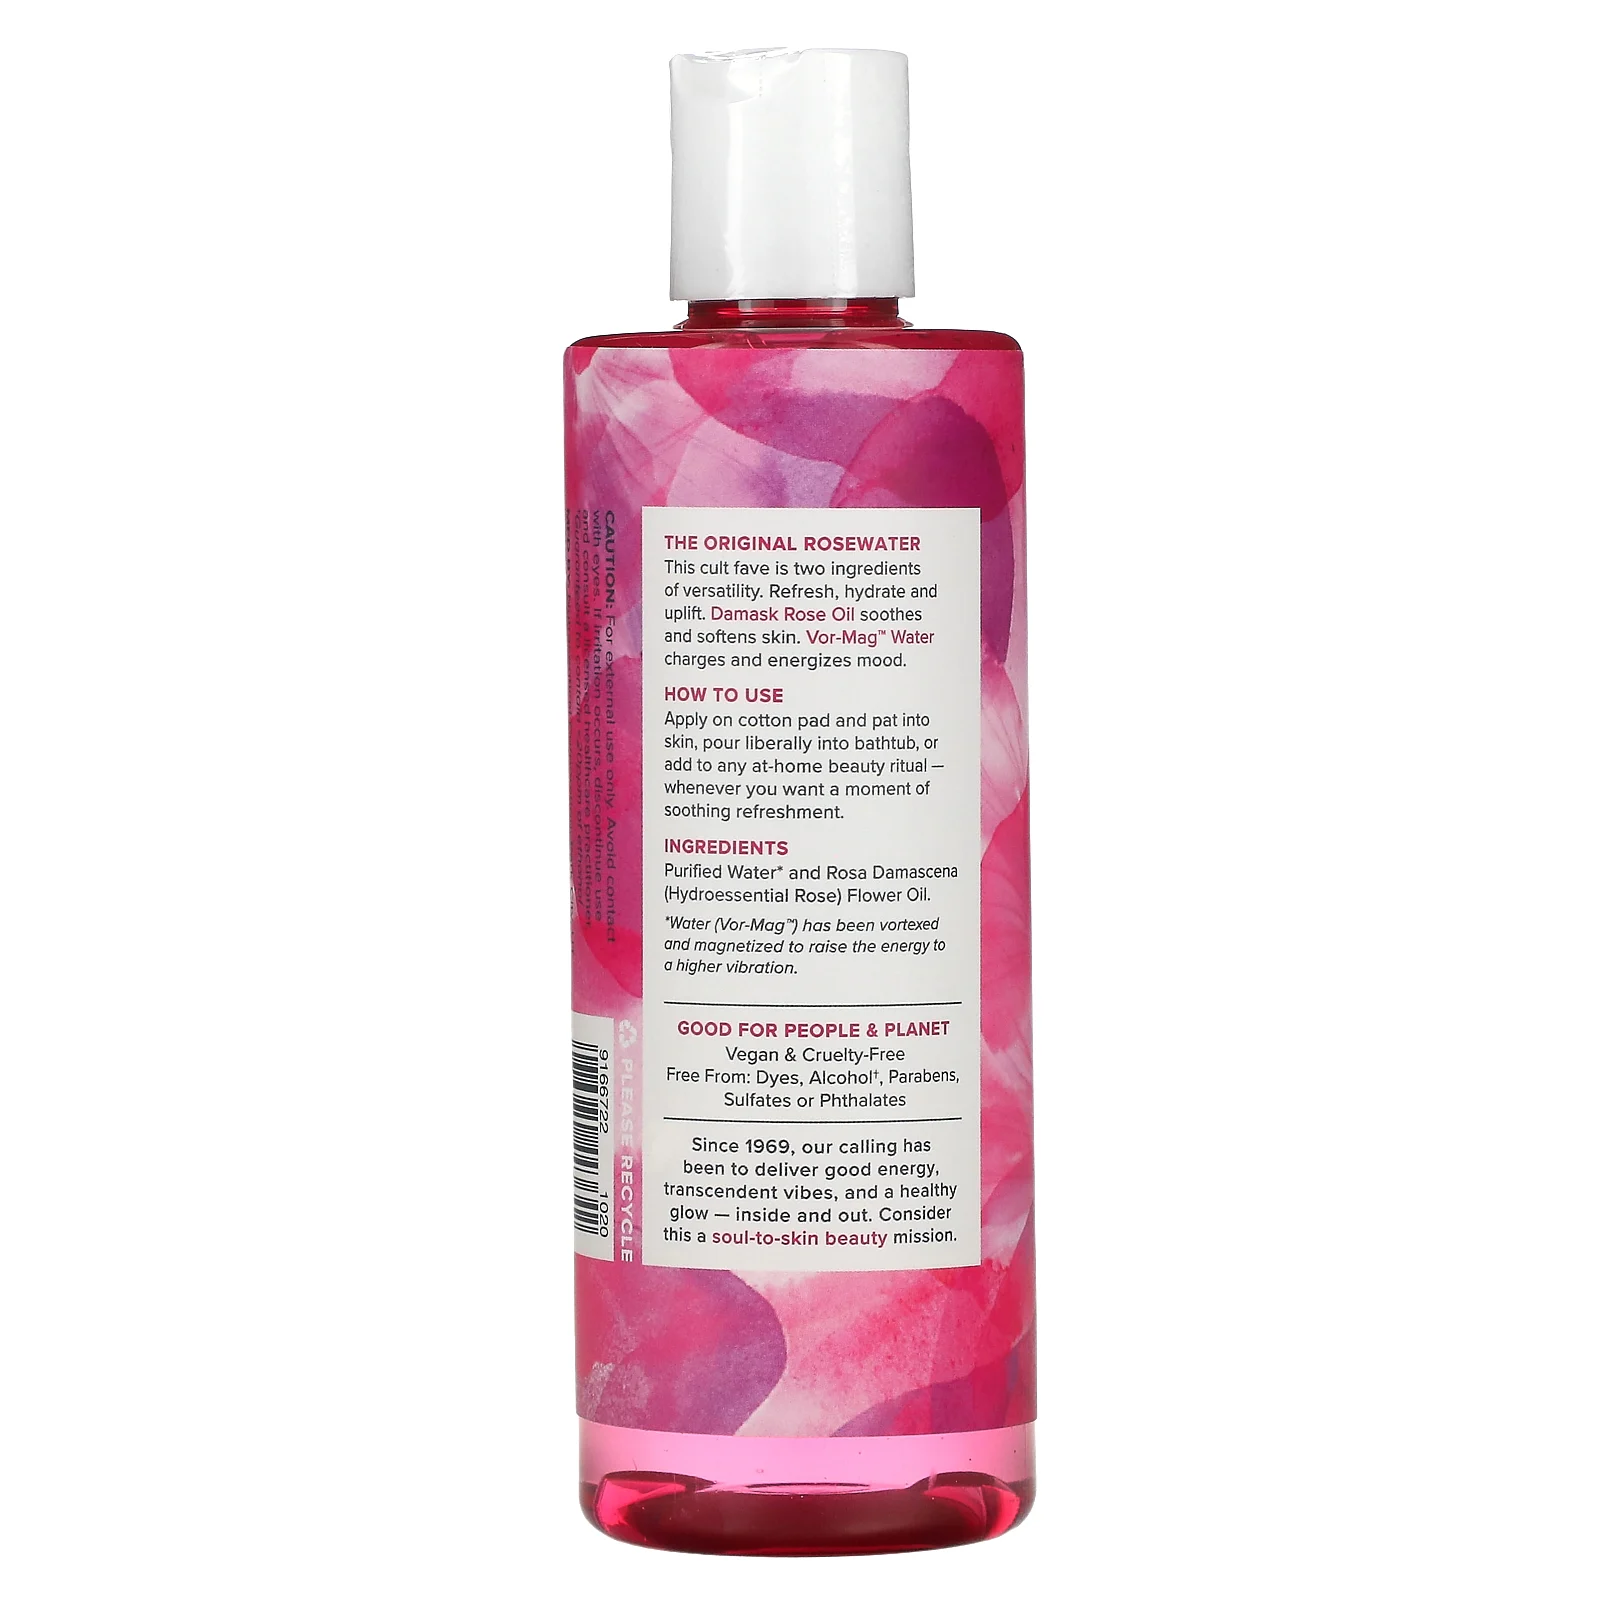 THE ORIGINAL ROSEWATER
This cult fave is two ingredients
of versatility. Refresh, hydrate and
uplift. Damask Rose Oil soothes
and softens skin. Vor-Mag™ Water
charges and energizes mood.
HOW TO USE
Apply on cotton pad and pat into
skin, pour liberally into bathtub, or
add to any at-home beauty ritual —
whenever you want a moment of
soothing refreshment.
INGREDIENTS
Purified Water* and Rosa Damascena
(Hydroessential Rose) Flower Oil.
*Water (Vor-Mag™) has been vortexed
and magnetized to raise the energy to
a higher vibration.
GOOD FOR PEOPLE & PLANET
Vegan & Cruelty-Free
Free From: Dyes, Alcohol†, Parabens,
Sulfates or Phthalates
Since 1969, our calling has
been to deliver good energy,
transcendent vibes, and a healthy
glow — inside and out. Consider
this a soul-to-skin beauty mission.
CAUTION: For external use only. Avoid contact
with eyes. If irritation occurs, discontinue use
and consult a licensed healthcare practitioner.
PLEASE RECYCLE
9166722 1020